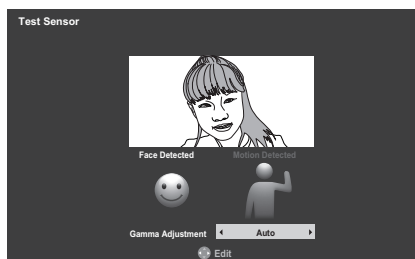 Test Sensor
Face Detected Motion Detected
Gamma Adjustment Auto
Edit